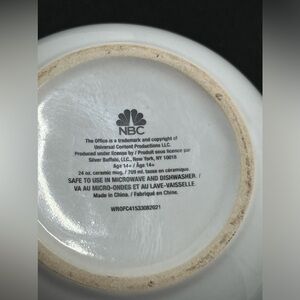 NBC
The Office is a trademark and copyright of
Universal Content Productions LLC.
Produced under license by / Produit sous licence par
Silver Buffalo, LLC., New York, NY 10018
Age 14+ / Âge 14+
24 oz. ceramic mug. / 709 mL tasse en céramique.
SAFE TO USE IN MICROWAVE AND DISHWASHER. /
VA AU MICRO-ONDES ET AU LAVE-VAISSELLE.
Made in China. / Fabriqué en Chine.
WROFC41533082021